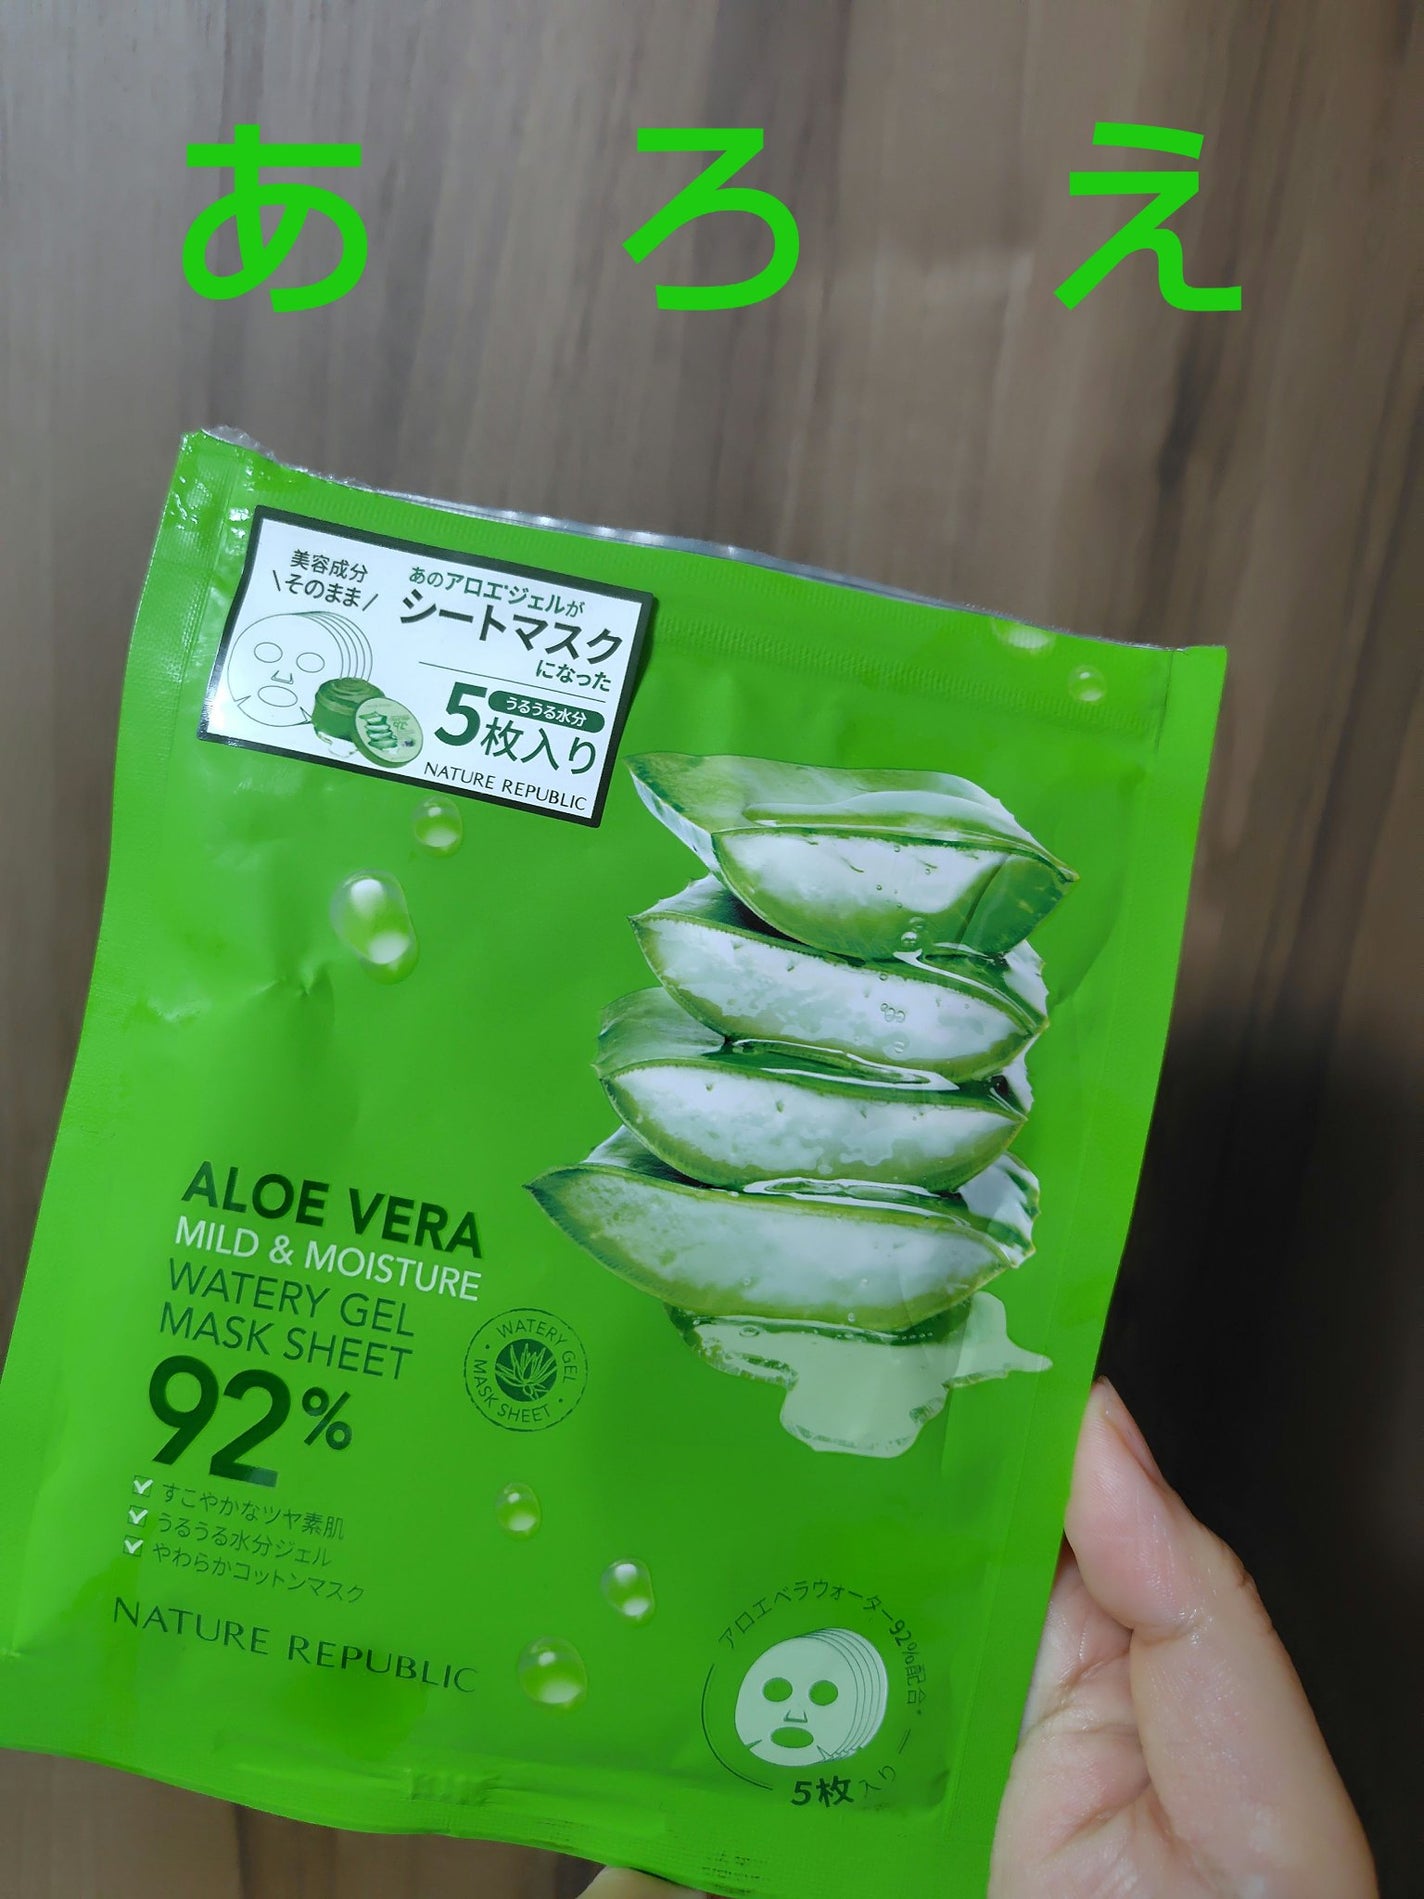 あろえ
美容成分
\そのまま/
あのアロエジェルが
シートマスク
になった
うるうる水分
5枚入り
NATURE REPUBLIC
ALOE VERA
MILD & MOISTURE
WATERY GEL
MASK SHEET
92%
WATERY GEL
MASK SHEET
すこやかなツヤ素肌
うるうる水分ジェル
やわらかコットンマスク
NATURE REPUBLIC
アロエベラウォーター92%配合
5枚入り